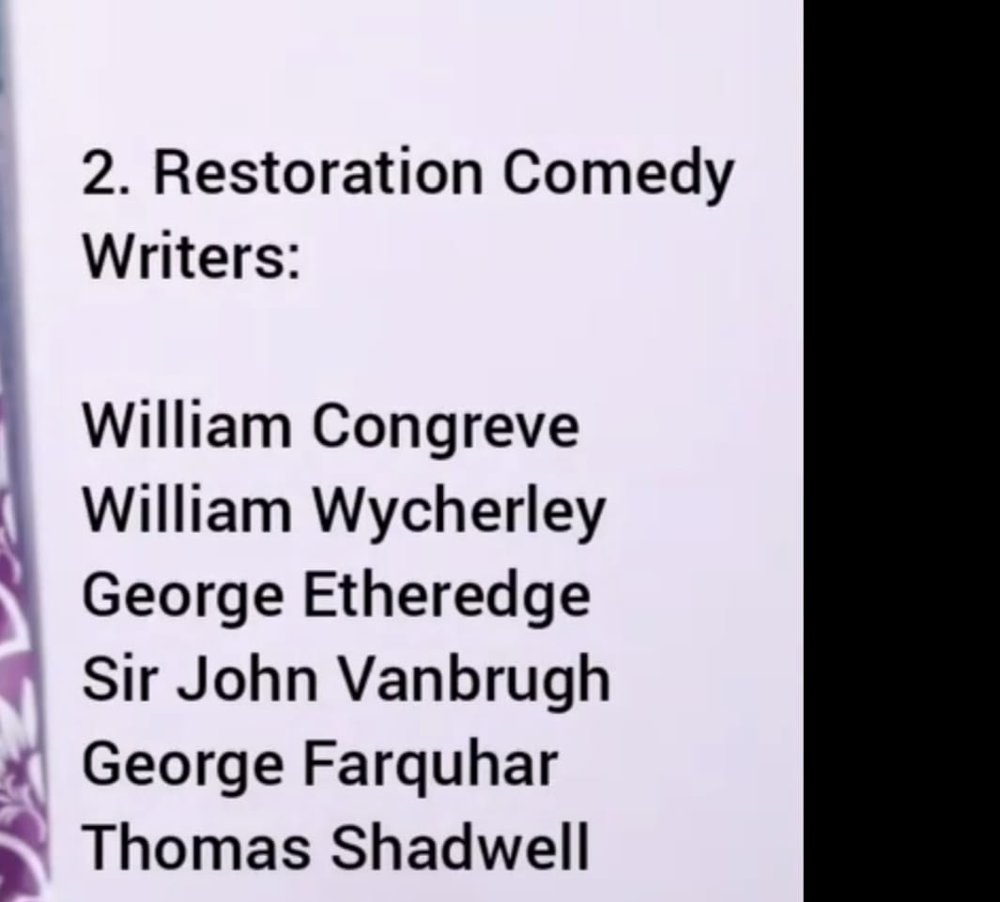 2. Restoration Comedy
Writers:
William Congreve
William Wycherley
George Etheredge
Sir John Vanbrugh
George Farquhar
Thomas Shadwell